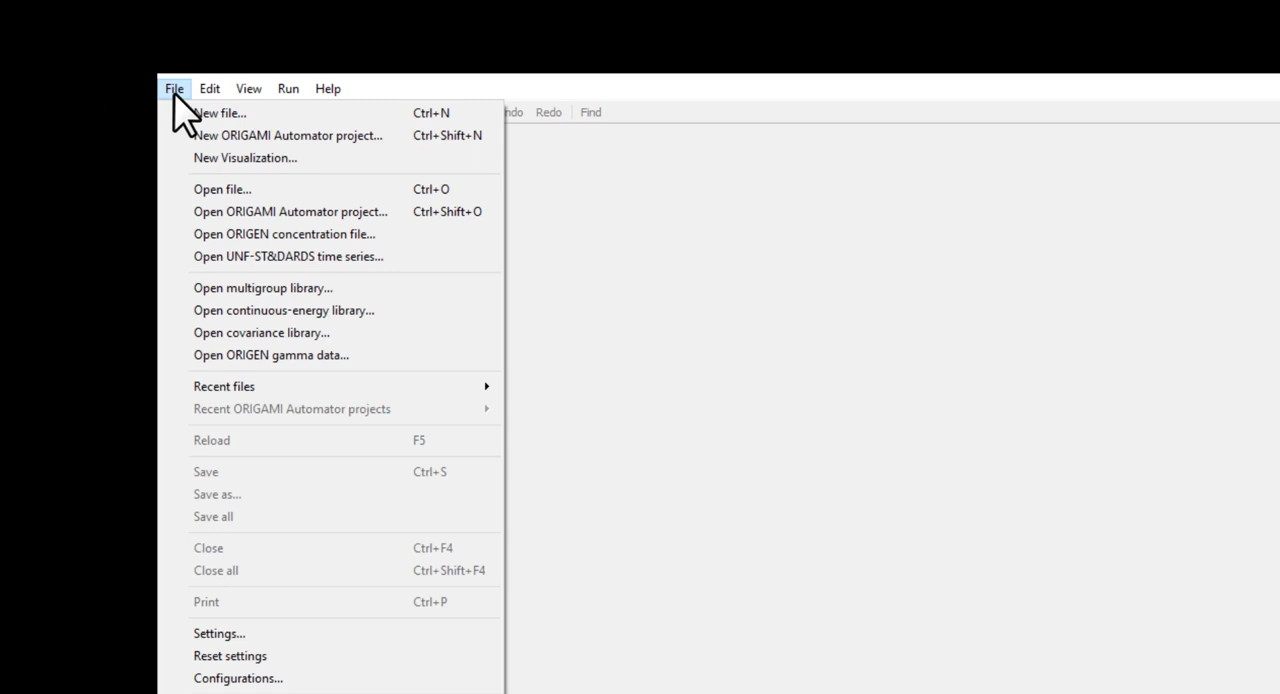 File Edit View Run Help
New file... Ctrl+N
Redo Find
New ORIGAMI Automator project... Ctrl+Shift+N
New Visualization...
Open file... Ctrl+O
Open ORIGAMI Automator project... Ctrl+Shift+O
Open ORIGEN concentration file...
Open UNF-ST&DARDS time series...
Open multigroup library...
Open continuous-energy library...
Open covariance library...
Open ORIGEN gamma data...
Recent files
Recent ORIGAMI Automator projects
Reload F5
Save Ctrl+S
Save as...
Save all
Close Ctrl+F4
Close all Ctrl+Shift+F4
Print Ctrl+P
Settings...
Reset settings
Configurations...